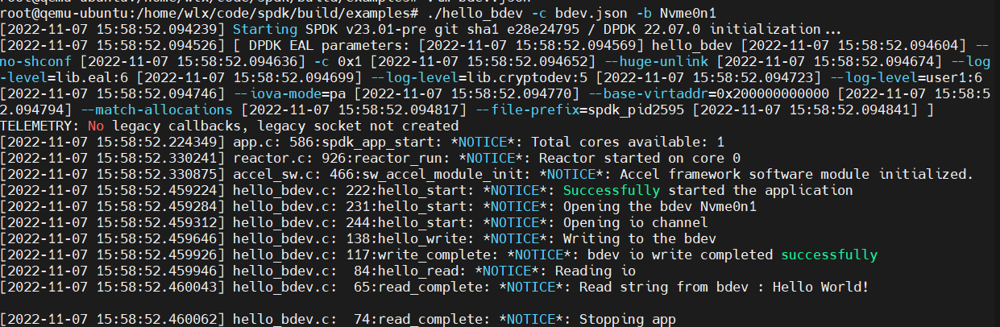 root@qemu-ubuntu:/home/wlx/code/spdk/build/examples# ./hello_bdev -c bdev.json -b Nvme0n1
[2022-11-07 15:58:52.094239] Starting SPDK v23.01-pre git sha1 e28e24795 / DPDK 22.07.0 initialization...
[2022-11-07 15:58:52.094526] [ DPDK EAL parameters: [2022-11-07 15:58:52.094569] hello_bdev [2022-11-07 15:58:52.094604] --
no-shconf [2022-11-07 15:58:52.094636] -c 0x1 [2022-11-07 15:58:52.094652] --huge-unlink [2022-11-07 15:58:52.094674] --log
-level=lib.eal:6 [2022-11-07 15:58:52.094699] --log-level=lib.cryptodev:5 [2022-11-07 15:58:52.094723] --log-level=user1:6
[2022-11-07 15:58:52.094746] --iova-mode=pa [2022-11-07 15:58:52.094770] --base-virtaddr=0x200000000000 [2022-11-07 15:58:5
2.094794] --match-allocations [2022-11-07 15:58:52.094817] --file-prefix=spdk_pid2595 [2022-11-07 15:58:52.094841] ]
TELEMETRY: No legacy callbacks, legacy socket not created
[2022-11-07 15:58:52.224349] app.c: 586:spdk_app_start: *NOTICE*: Total cores available: 1
[2022-11-07 15:58:52.330241] reactor.c: 926:reactor_run: *NOTICE*: Reactor started on core 0
[2022-11-07 15:58:52.330875] accel_sw.c: 466:sw_accel_module_init: *NOTICE*: Accel framework software module initialized.
[2022-11-07 15:58:52.459224] hello_bdev.c: 222:hello_start: *NOTICE*: Successfully started the application
[2022-11-07 15:58:52.459284] hello_bdev.c: 231:hello_start: *NOTICE*: Opening the bdev Nvme0n1
[2022-11-07 15:58:52.459312] hello_bdev.c: 244:hello_start: *NOTICE*: Opening io channel
[2022-11-07 15:58:52.459646] hello_bdev.c: 138:hello_write: *NOTICE*: Writing to the bdev
[2022-11-07 15:58:52.459926] hello_bdev.c: 117:write_complete: *NOTICE*: bdev io write completed successfully
[2022-11-07 15:58:52.459946] hello_bdev.c:  84:hello_read: *NOTICE*: Reading io
[2022-11-07 15:58:52.460043] hello_bdev.c:  65:read_complete: *NOTICE*: Read string from bdev : Hello World!
[2022-11-07 15:58:52.460062] hello_bdev.c:  74:read_complete: *NOTICE*: Stopping app